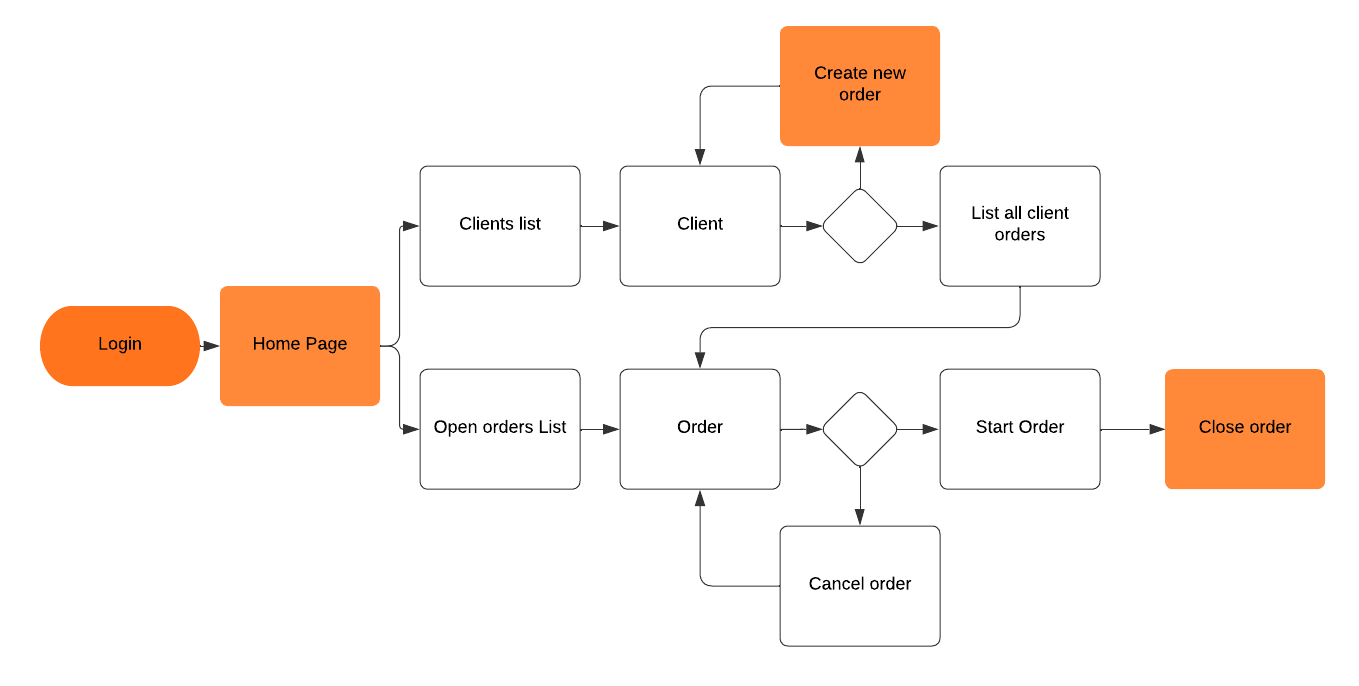 Create new
order
Clients list
Client
List all client
orders
Login
Home Page
Open orders List
Order
Start Order
Close order
Cancel order